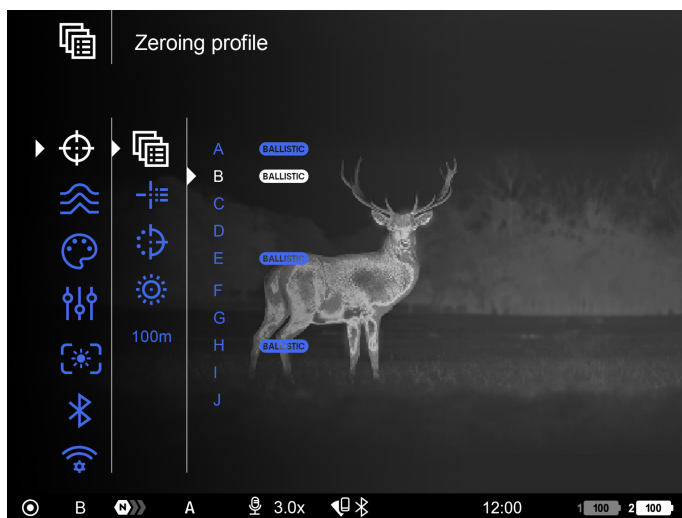 Zeroing profile
A BALLISTIC
B BALLISTIC
C
D
E BALLISTIC
F
G
100m
H BALLISTIC
I
J
B N A 3.0x 12:00 1 100 2 100